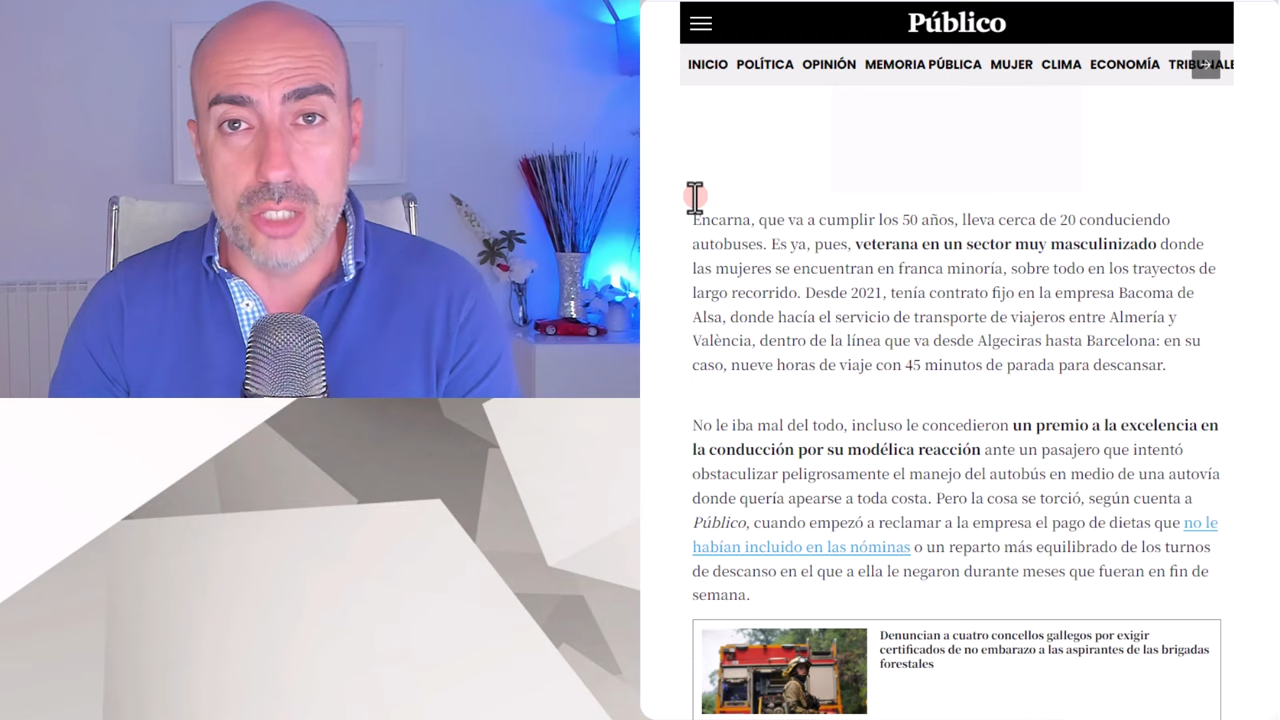 Público
INICIO POLÍTICA OPINIÓN MEMORIA PÚBLICA MUJER CLIMA ECONOMÍA TRIBUNALE
Encarna, que va a cumplir los 50 años, lleva cerca de 20 conduciendo
autobuses. Es ya, pues, veterana en un sector muy masculinizado donde
las mujeres se encuentran en franca minoría, sobre todo en los trayectos de
largo recorrido. Desde 2021, tenía contrato fijo en la empresa Bacoma de
Alsa, donde hacía el servicio de transporte de viajeros entre Almería y
València, dentro de la línea que va desde Algeciras hasta Barcelona: en su
caso, nueve horas de viaje con 45 minutos de parada para descansar.
No le iba mal del todo, incluso le concedieron un premio a la excelencia en
la conducción por su modélica reacción ante un pasajero que intentó
obstaculizar peligrosamente el manejo del autobús en medio de una autovía
donde quería apearse a toda costa. Pero la cosa se torció, según cuenta a
Público, cuando empezó a reclamar a la empresa el pago de dietas que no le
habían incluido en las nóminas o un reparto más equilibrado de los turnos
de descanso en el que a ella le negaron durante meses que fueran en fin de
semana.
Denuncian a cuatro concellos gallegos por exigir
certificados de no embarazo a las aspirantes de las brigadas
forestales